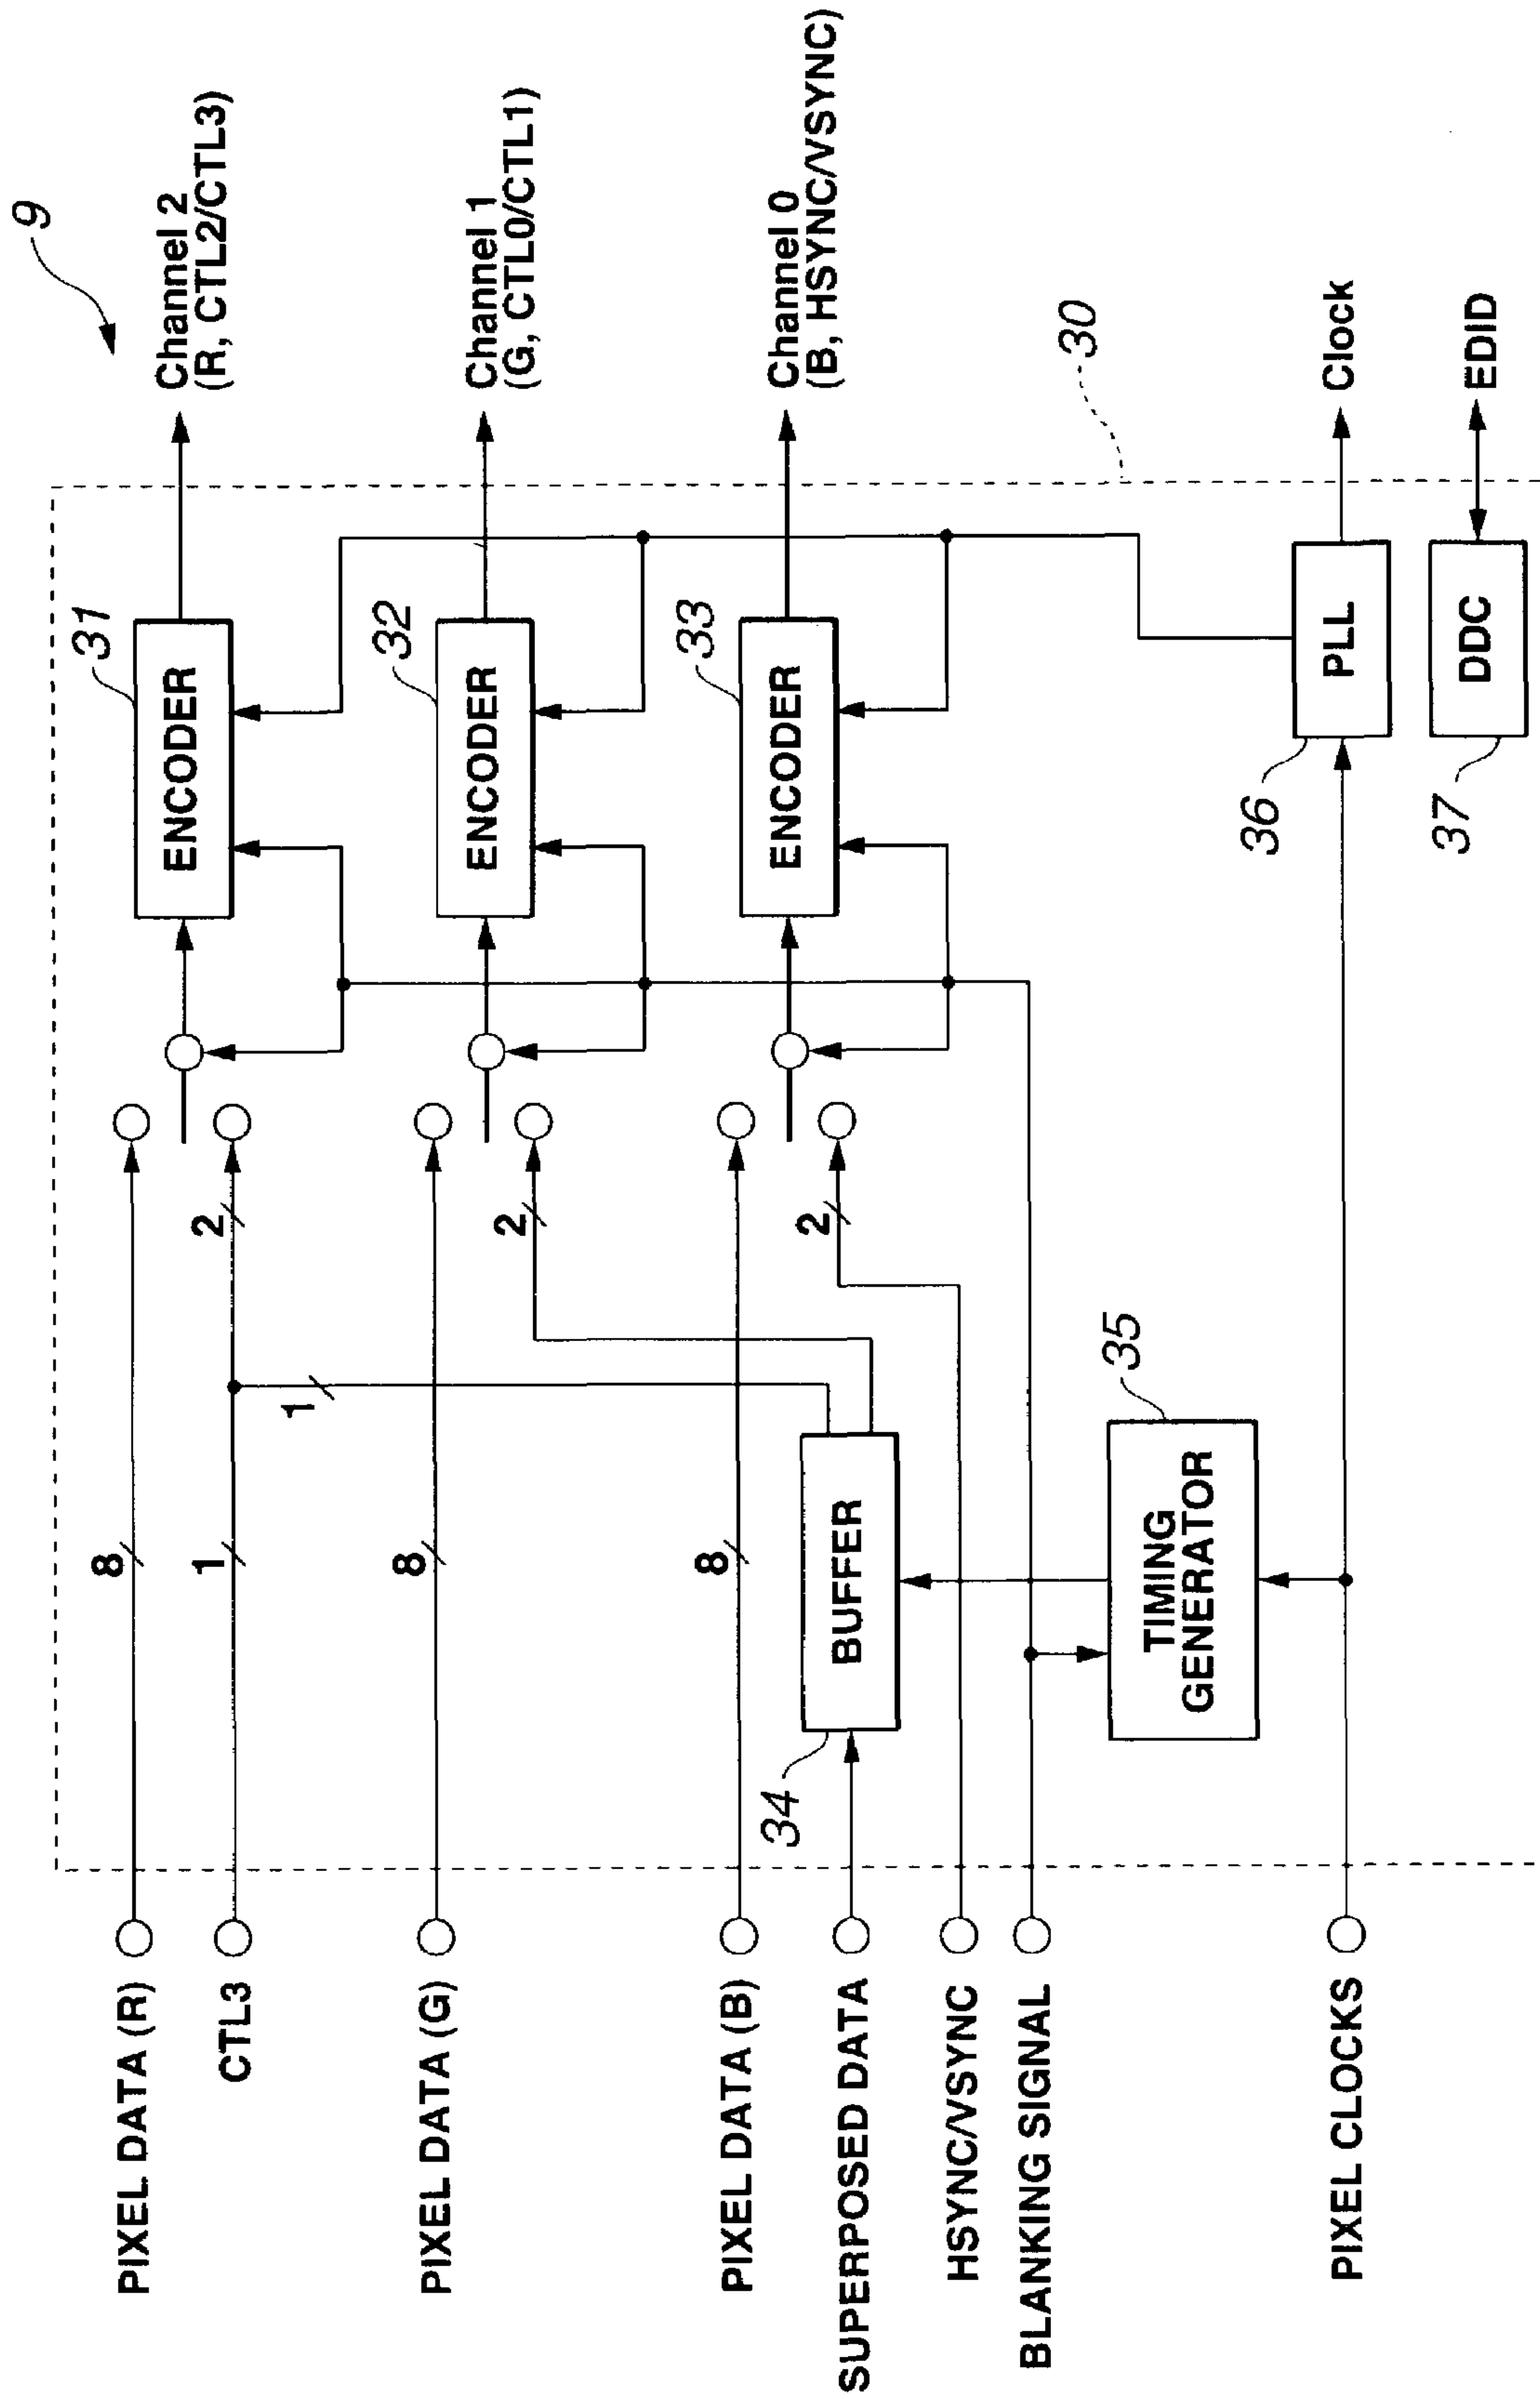 9
PIXEL DATA (R)
8
31
ENCODER
Channel 2
(R, CTL2/CTL3)
CTL3
1
2
1
PIXEL DATA (G)
8
2
32
ENCODER
Channel 1
(G, CTL0/CTL1)
PIXEL DATA (B)
8
2
33
ENCODER
Channel 0
(B, HSYNC/VSYNC)
SUPERPOSED DATA
34
BUFFER
HSYNC/VSYNC
BLANKING SIGNAL
30
35
TIMING
GENERATOR
PIXEL CLOCKS
36
PLL
Clock
37
DDC
EDID